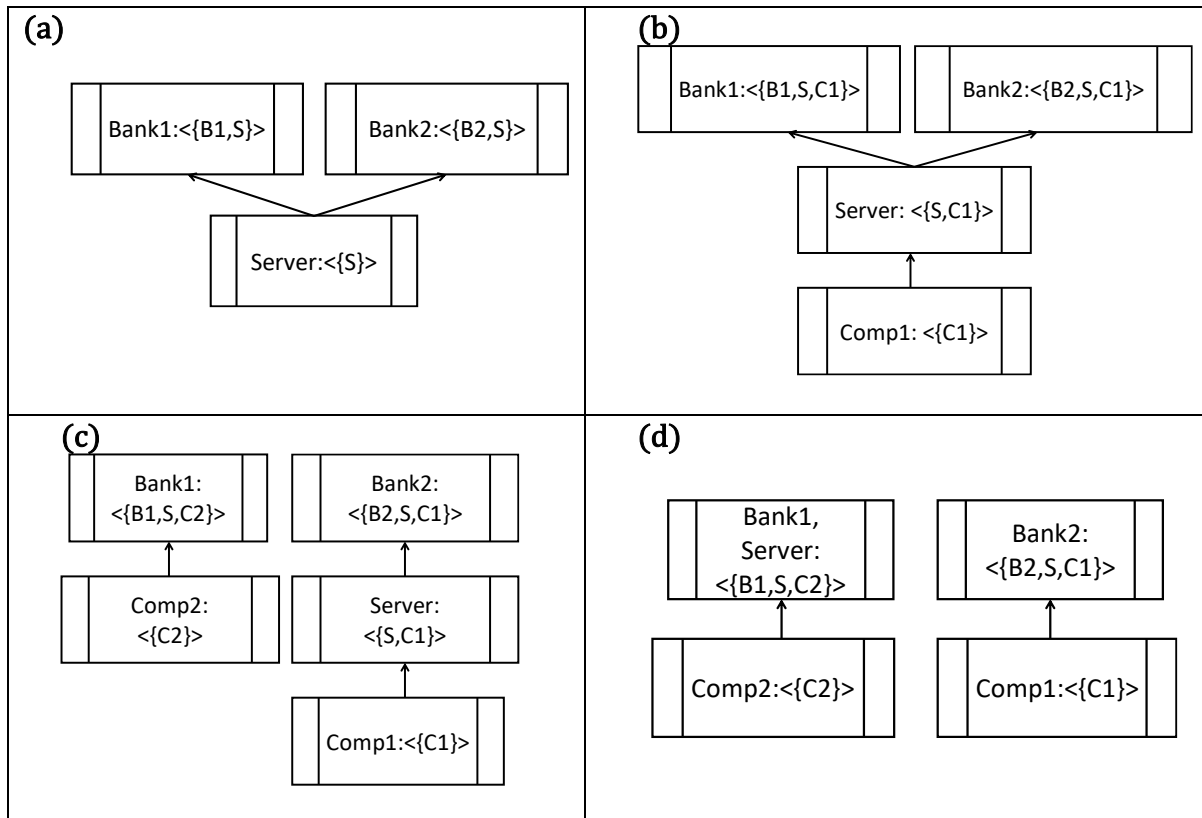 (a)
Bank1:<{B1,S}>
Bank2:<{B2,S}>
Server:<{S}>
(b)
Bank1:<{B1,S,C1}>
Bank2:<{B2,S,C1}>
Server: <{S,C1}>
Comp1: <{C1}>
(c)
Bank1:
<{B1,S,C2}>
Bank2:
<{B2,S,C1}>
Comp2:
<{C2}>
Server:
<{S,C1}>
Comp1:<{C1}>
(d)
Bank1,
Server:
<{B1,S,C2}>
Bank2:
<{B2,S,C1}>
Comp2:<{C2}>
Comp1:<{C1}>